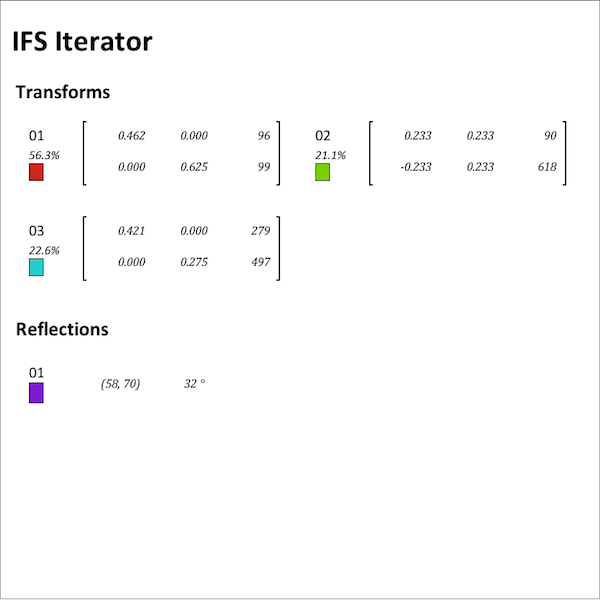 IFS Iterator
Transforms
01
56.3%
0.462 0.000 96
0.000 0.625 99
02
21.1%
0.233 0.233 90
-0.233 0.233 618
03
22.6%
0.421 0.000 279
0.000 0.275 497
Reflections
01
(58, 70) 32 °